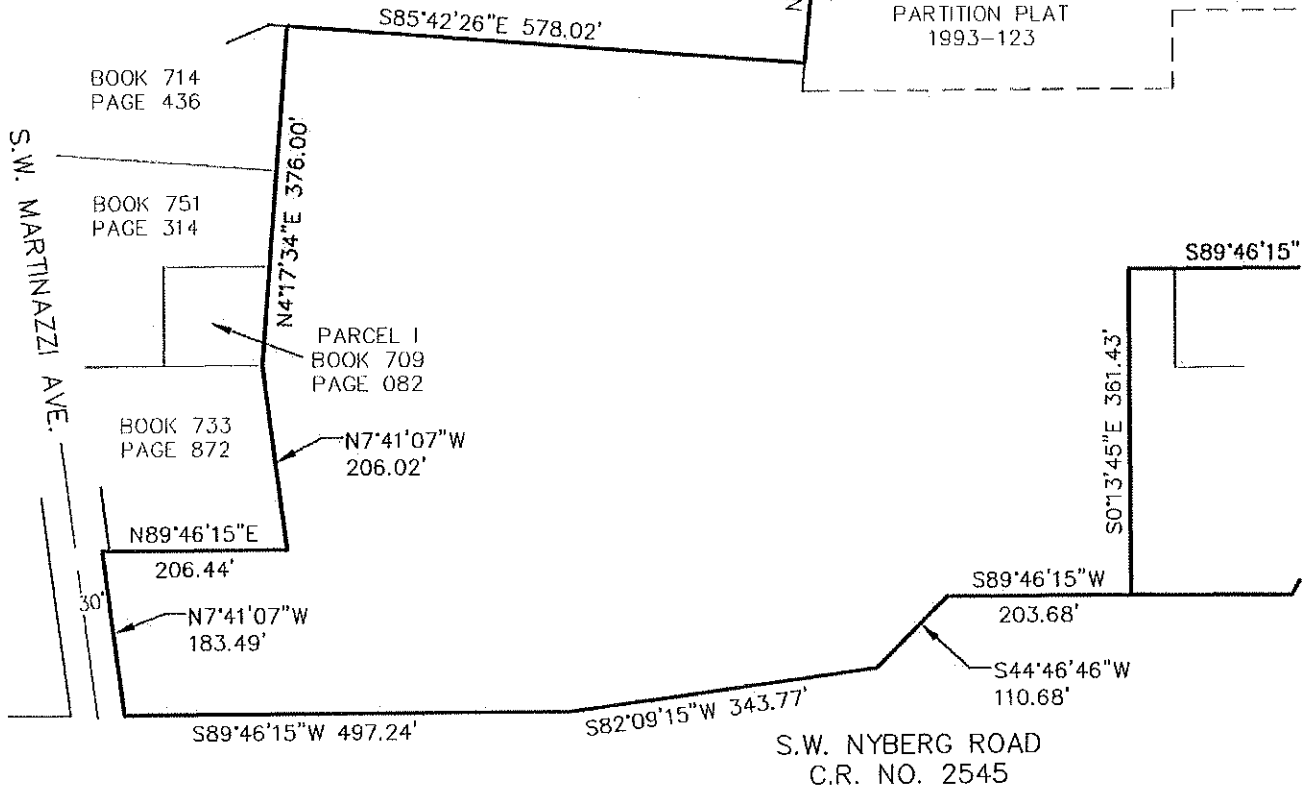 S85°42'26"E 578.02'
PARTITION PLAT
1993-123
BOOK 714
PAGE 436
S.W. MARTINAZZI AVE.
N4°17'34"E 376.00'
BOOK 751
PAGE 314
S89°46'15"
PARCEL I
BOOK 709
PAGE 082
S0°13'45"E 361.43'
BOOK 733
PAGE 872
N7°41'07"W
206.02'
N89°46'15"E
206.44'
S89°46'15"W
203.68'
30'
N7°41'07"W
183.49'
S44°46'46"W
110.68'
S89°46'15"W 497.24'
S82°09'15"W 343.77'
S.W. NYBERG ROAD
C.R. NO. 2545